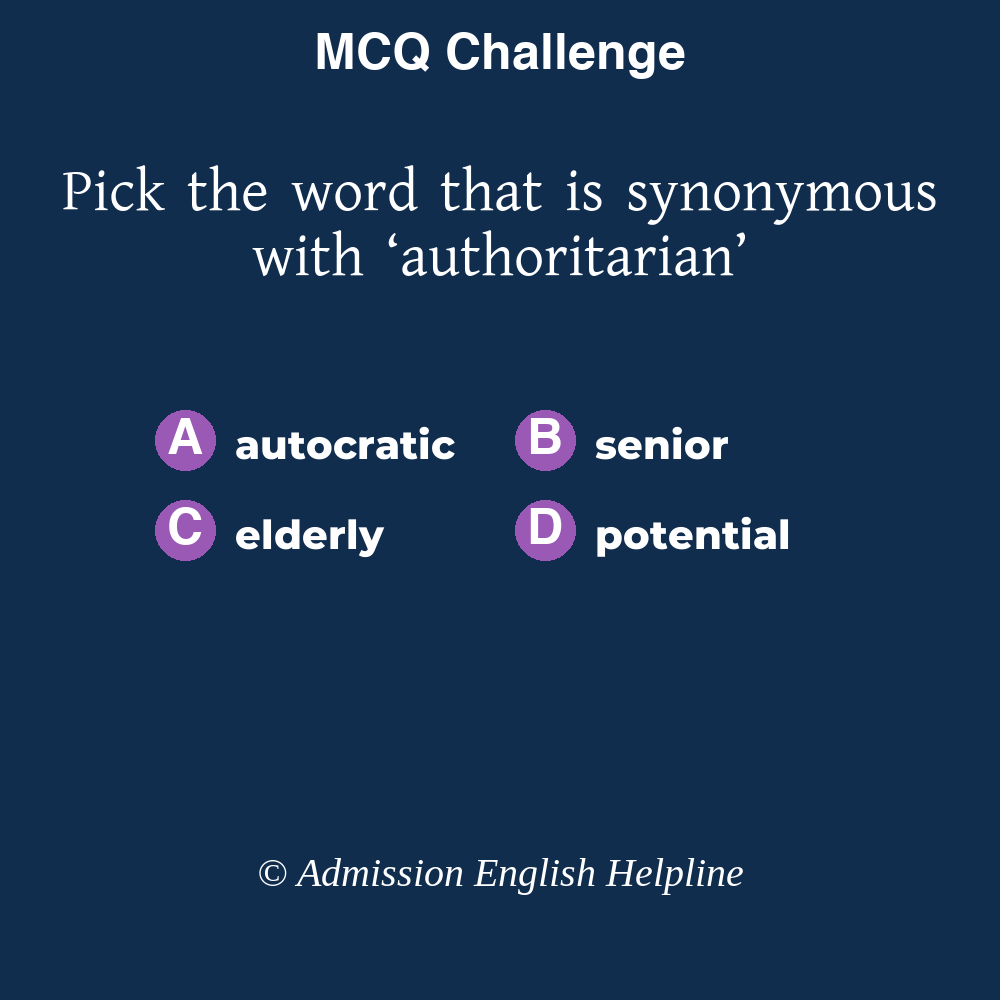 MCQ Challenge
Pick the word that is synonymous
with ‘authoritarian’
A autocratic B senior
C elderly D potential
© Admission English Helpline